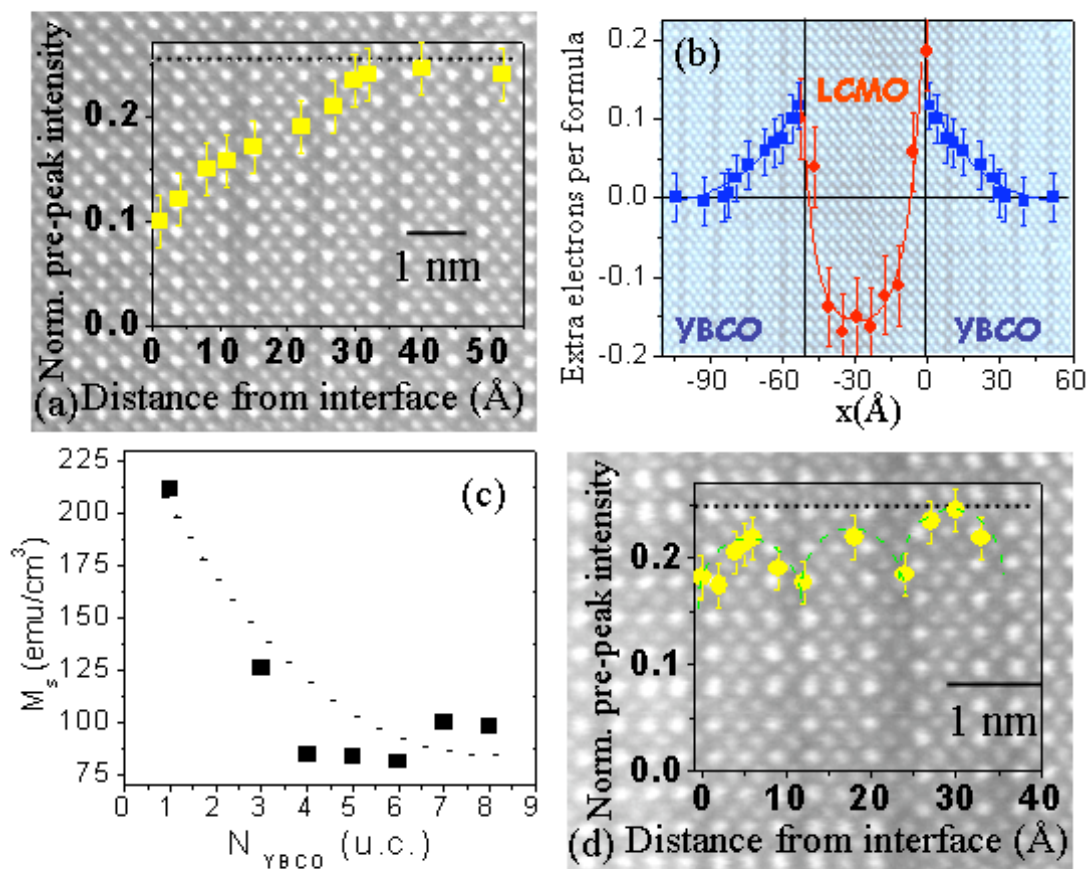 Norm. pre-peak intensity
0.2
0.1
0.0
1 nm
0 10 20 30 40 50
(a) Distance from interface (Å)
Extra electrons per formula
0.2
0.1
0.0
-0.1
-0.2
(b)
LCMO
YBCO
YBCO
-90 -60 -30 0 30 60
x(Å)
M s (emu/cm3)
225
200
175
150
125
100
75
(c)
0 1 2 3 4 5 6 7 8 9
N YBCO (u.c.)
Norm. pre-peak intensity
0.2
0.1
0.0
1 nm
0 10 20 30 40
(d) Distance from interface (Å)